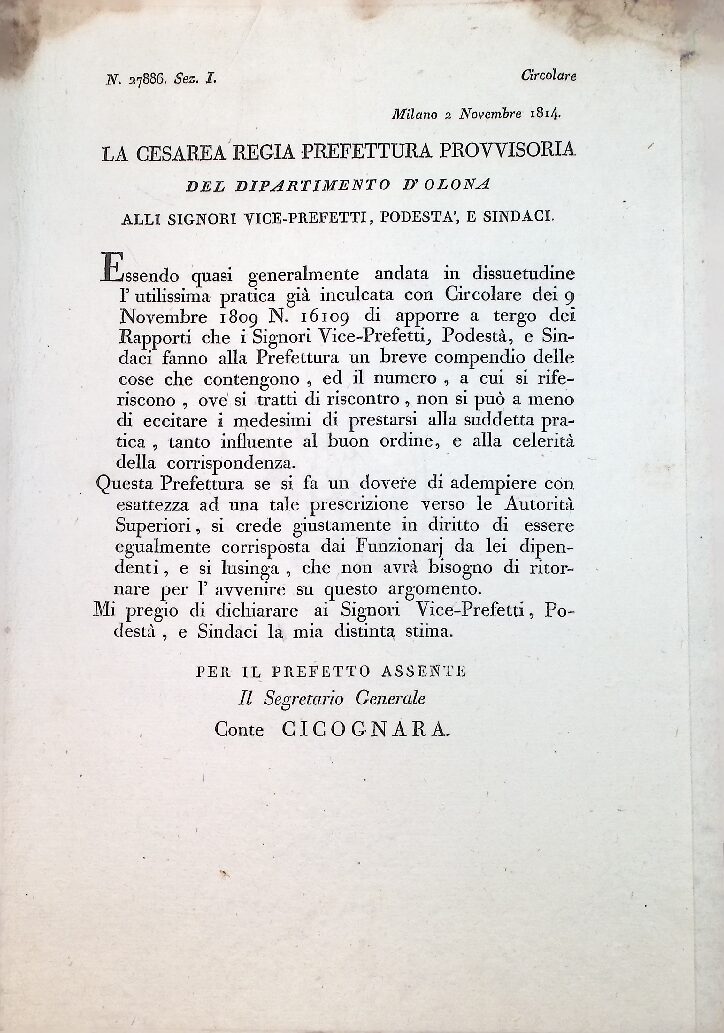 N. 27886. Sez. I.
Circolare
Milano 2 Novembre 1814.
LA CESAREA REGIA PREFETTURA PROVVISORIA
DEL DIPARTIMENTO D' OLONA
ALLI SIGNORI VICE-PREFETTI, PODESTA', E SINDACI.
Essendo quasi generalmente andata in dissuetudine
l' utilissima pratica già inculcata con Circolare dei 9
Novembre 1809 N. 16109 di apporre a tergo dei
Rapporti che i Signori Vice-Prefetti, Podestà, e Sin-
daci fanno alla Prefettura un breve compendio delle
cose che contengono, ed il numero, a cui si rife-
riscono, ove si tratti di riscontro, non si può a meno
di eccitare i medesimi di prestarsi alla suddetta pra-
tica, tanto influente al buon ordine, e alla celerità
della corrispondenza.
Questa Prefettura se si fa un dovere di adempiere con
esattezza ad una tale prescrizione verso le Autorità
Superiori, si crede giustamente in diritto di essere
egualmente corrisposta dai Funzionarj da lei dipen-
denti, e si lusinga, che non avrà bisogno di ritor-
nare per l' avvenire su questo argomento.
Mi pregio di dichiarare ai Signori Vice-Prefetti, Po-
destà, e Sindaci la mia distinta stima.
PER IL PREFETTO ASSENTE
Il Segretario Generale
Conte CICOGNARA.